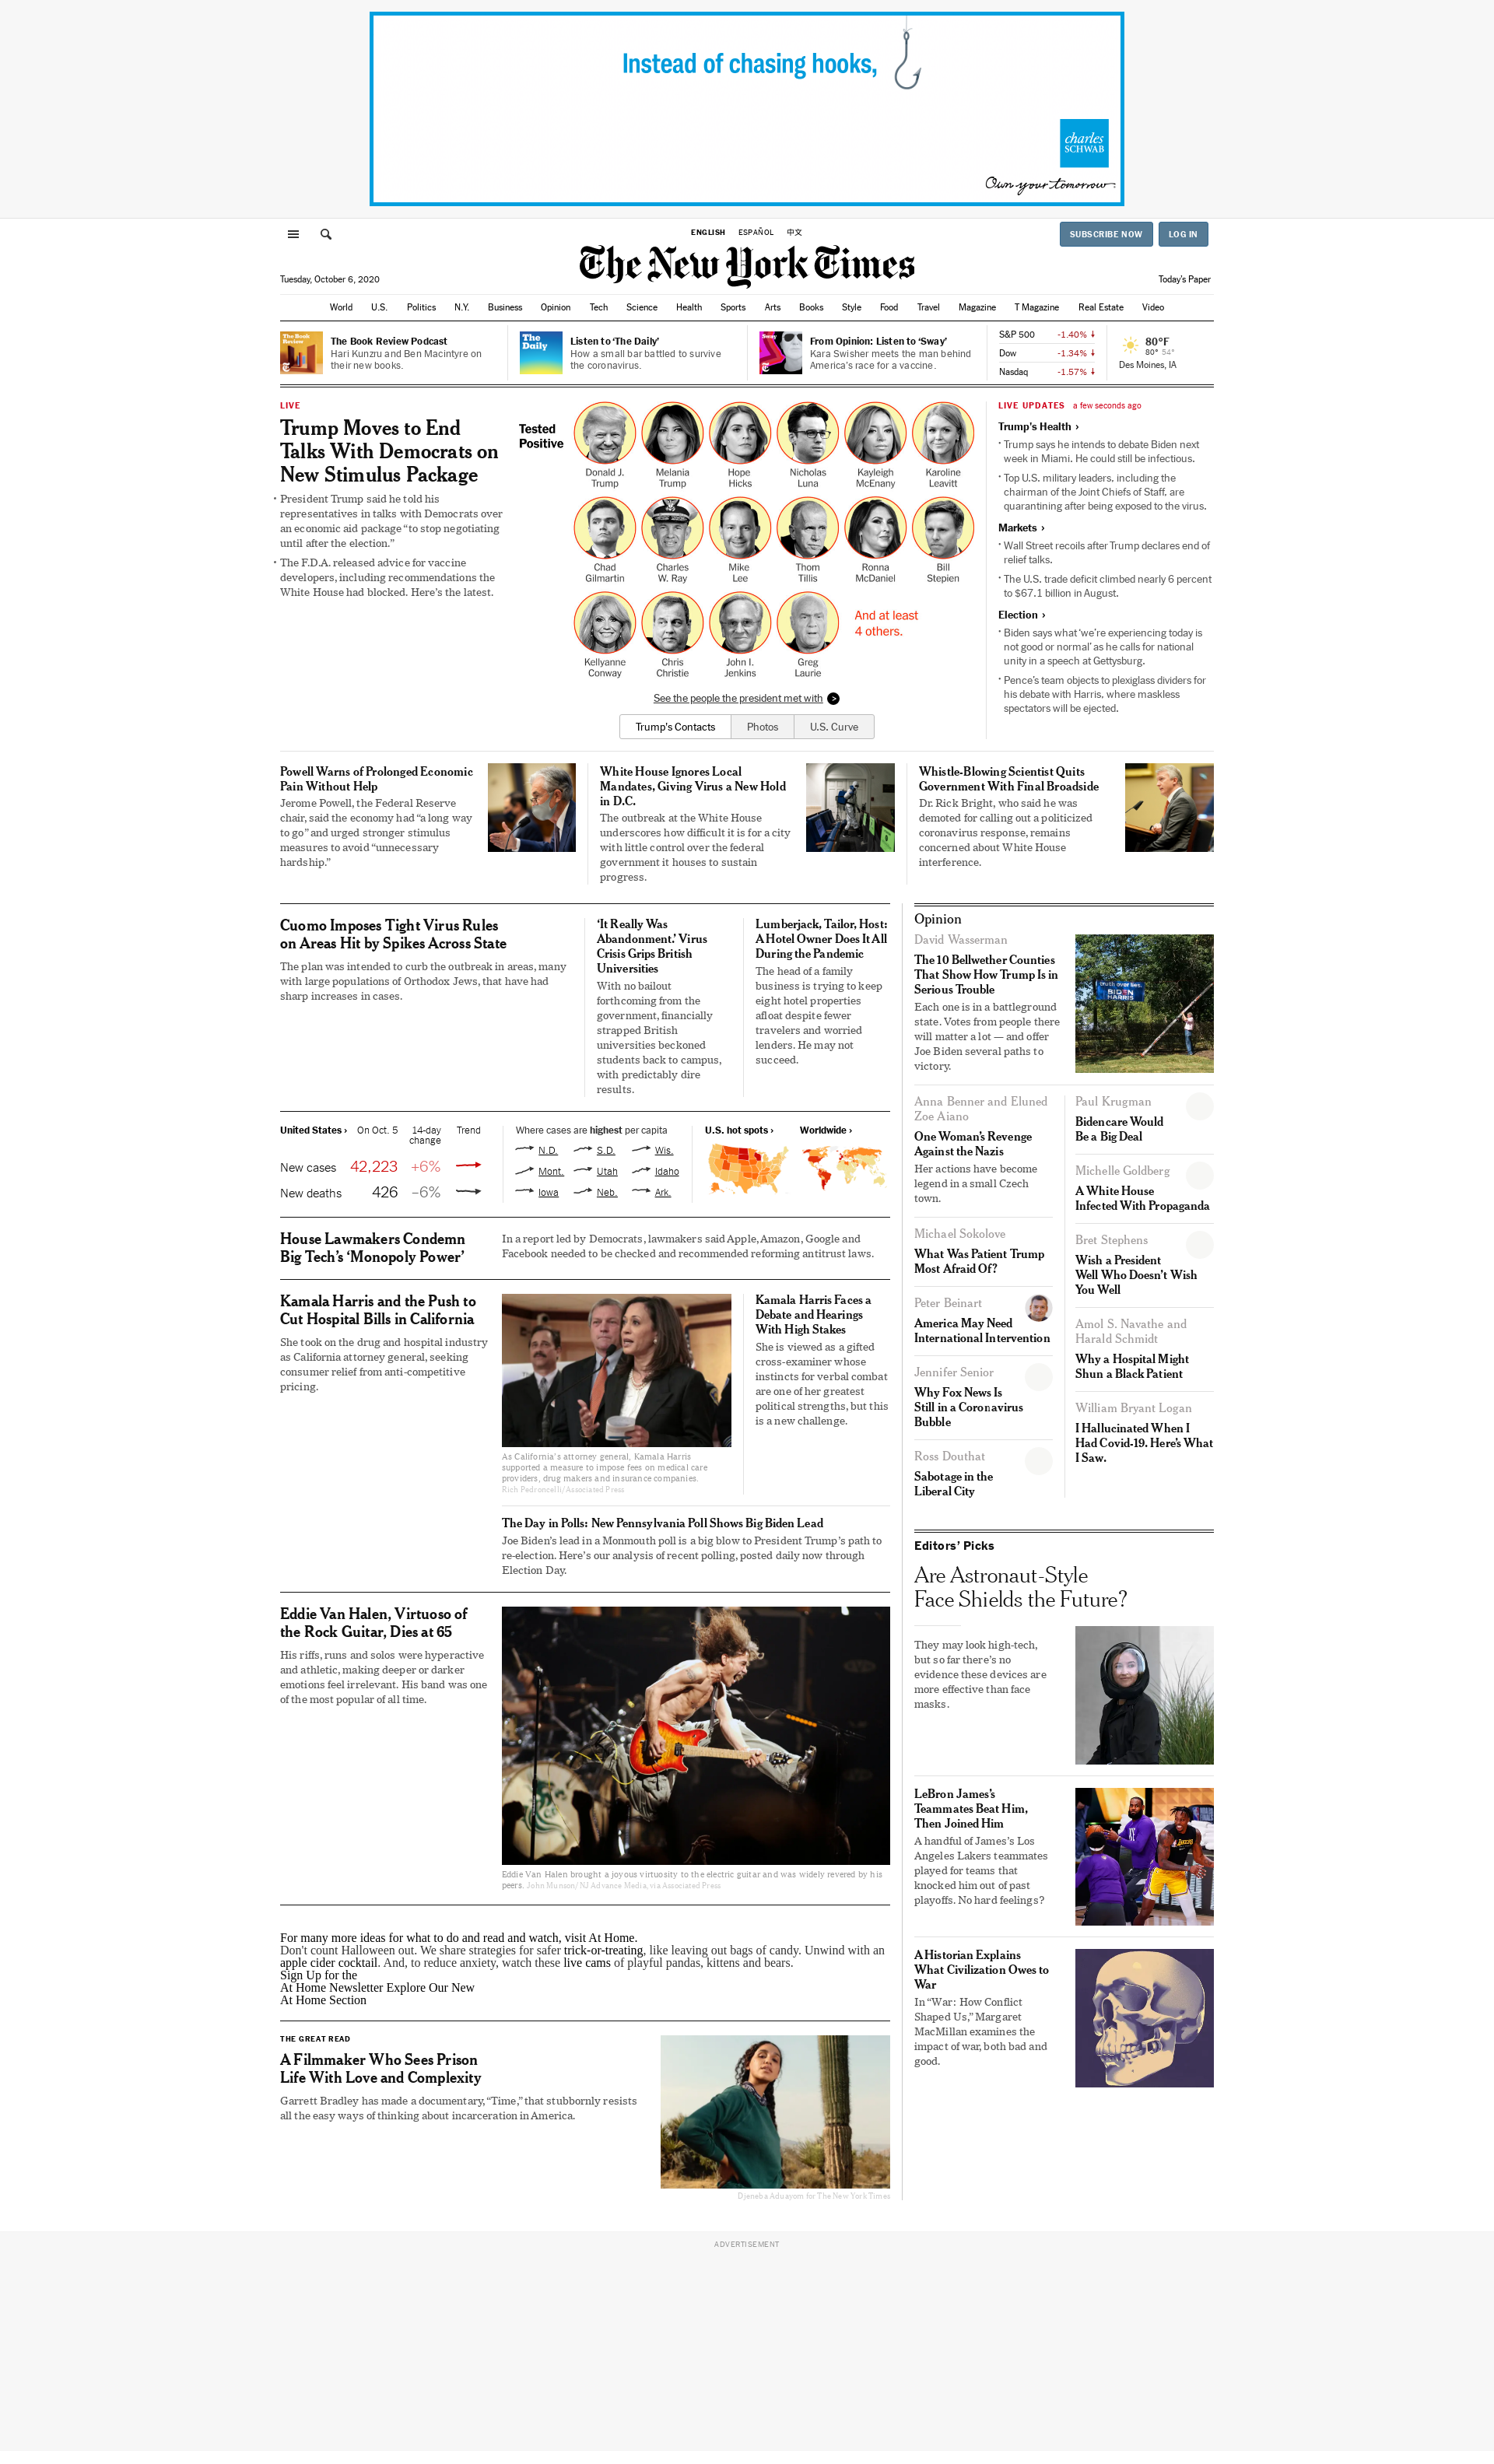 Instead of chasing hooks,
charles
SCHWAB
Own your tomorrow.
ENGLISH ESPAÑOL 中文
SUBSCRIBE NOW LOG IN
The New York Times
Tuesday, October 6, 2020
Today's Paper
World U.S. Politics N.Y. Business Opinion Tech Science Health Sports Arts Books Style Food Travel Magazine T Magazine Real Estate Video
The Book Review
The Book Review Podcast
Hari Kunzru and Ben Macintyre on
their new books.
The Daily
Listen to ‘The Daily’
How a small bar battled to survive
the coronavirus.
Sway
From Opinion: Listen to ‘Sway’
Kara Swisher meets the man behind
America's race for a vaccine.
S&P 500 -1.40%
Dow -1.34%
Nasdaq -1.57%
80°F
80° 54°
Des Moines, IA
LIVE
Trump Moves to End
Talks With Democrats on
New Stimulus Package
• President Trump said he told his
representatives in talks with Democrats over
an economic aid package “to stop negotiating
until after the election.”
• The F.D.A. released advice for vaccine
developers, including recommendations the
White House had blocked. Here’s the latest.
Tested
Positive
Donald J.
Trump
Melania
Trump
Hope
Hicks
Nicholas
Luna
Kayleigh
McEnany
Karoline
Leavitt
Chad
Gilmartin
Charles
W. Ray
Mike
Lee
Thom
Tillis
Ronna
McDaniel
Bill
Stepien
Kellyanne
Conway
Chris
Christie
John I.
Jenkins
Greg
Laurie
And at least
4 others.
See the people the president met with >
Trump's Contacts Photos U.S. Curve
LIVE UPDATES a few seconds ago
Trump's Health ›
• Trump says he intends to debate Biden next
week in Miami. He could still be infectious.
• Top U.S. military leaders, including the
chairman of the Joint Chiefs of Staff, are
quarantining after being exposed to the virus.
Markets ›
• Wall Street recoils after Trump declares end of
relief talks.
• The U.S. trade deficit climbed nearly 6 percent
to $67.1 billion in August.
Election ›
• Biden says what ‘we’re experiencing today is
not good or normal’ as he calls for national
unity in a speech at Gettysburg.
• Pence's team objects to plexiglass dividers for
his debate with Harris, where maskless
spectators will be ejected.
Powell Warns of Prolonged Economic
Pain Without Help
Jerome Powell, the Federal Reserve
chair, said the economy had “a long way
to go” and urged stronger stimulus
measures to avoid “unnecessary
hardship.”
White House Ignores Local
Mandates, Giving Virus a New Hold
in D.C.
The outbreak at the White House
underscores how difficult it is for a city
with little control over the federal
government it houses to sustain
progress.
Whistle-Blowing Scientist Quits
Government With Final Broadside
Dr. Rick Bright, who said he was
demoted for calling out a politicized
coronavirus response, remains
concerned about White House
interference.
Cuomo Imposes Tight Virus Rules
on Areas Hit by Spikes Across State
The plan was intended to curb the outbreak in areas, many
with large populations of Orthodox Jews, that have had
sharp increases in cases.
‘It Really Was
Abandonment.’ Virus
Crisis Grips British
Universities
With no bailout
forthcoming from the
government, financially
strapped British
universities beckoned
students back to campus,
with predictably dire
results.
Lumberjack, Tailor, Host:
A Hotel Owner Does It All
During the Pandemic
The head of a family
business is trying to keep
eight hotel properties
afloat despite fewer
travelers and worried
lenders. He may not
succeed.
United States › On Oct. 5 14-day
change Trend
New cases 42,223 +6%
New deaths 426 –6%
Where cases are highest per capita
N.D. S.D. Wis.
Mont. Utah Idaho
Iowa Neb. Ark.
U.S. hot spots › Worldwide ›
House Lawmakers Condemn
Big Tech’s ‘Monopoly Power’
In a report led by Democrats, lawmakers said Apple, Amazon, Google and
Facebook needed to be checked and recommended reforming antitrust laws.
Kamala Harris and the Push to
Cut Hospital Bills in California
She took on the drug and hospital industry
as California attorney general, seeking
consumer relief from anti-competitive
pricing.
As California's attorney general, Kamala Harris
supported a measure to impose fees on medical care
providers, drug makers and insurance companies.
Rich Pedroncelli/Associated Press
Kamala Harris Faces a
Debate and Hearings
With High Stakes
She is viewed as a gifted
cross-examiner whose
instincts for verbal combat
are one of her greatest
political strengths, but this
is a new challenge.
The Day in Polls: New Pennsylvania Poll Shows Big Biden Lead
Joe Biden’s lead in a Monmouth poll is a big blow to President Trump’s path to
re-election. Here’s our analysis of recent polling, posted daily now through
Election Day.
Eddie Van Halen, Virtuoso of
the Rock Guitar, Dies at 65
His riffs, runs and solos were hyperactive
and athletic, making deeper or darker
emotions feel irrelevant. His band was one
of the most popular of all time.
Eddie Van Halen brought a joyous virtuosity to the electric guitar and was widely revered by his
peers. John Munson/NJ Advance Media, via Associated Press
For many more ideas for what to do and read and watch, visit At Home.
Don't count Halloween out. We share strategies for safer trick-or-treating, like leaving out bags of candy. Unwind with an
apple cider cocktail. And, to reduce anxiety, watch these live cams of playful pandas, kittens and bears.
Sign Up for the
At Home Newsletter Explore Our New
At Home Section
THE GREAT READ
A Filmmaker Who Sees Prison
Life With Love and Complexity
Garrett Bradley has made a documentary, “Time,” that stubbornly resists
all the easy ways of thinking about incarceration in America.
Djeneba Aduayom for The New York Times
Opinion
David Wasserman
The 10 Bellwether Counties
That Show How Trump Is in
Serious Trouble
Each one is in a battleground
state. Votes from people there
will matter a lot — and offer
Joe Biden several paths to
victory.
truth over lies.
BIDEN
HARRIS
Anna Benner and Eluned
Zoe Aiano
One Woman’s Revenge
Against the Nazis
Her actions have become
legend in a small Czech
town.
Michael Sokolove
What Was Patient Trump
Most Afraid Of?
Peter Beinart
America May Need
International Intervention
Jennifer Senior
Why Fox News Is
Still in a Coronavirus
Bubble
Ross Douthat
Sabotage in the
Liberal City
Paul Krugman
Bidencare Would
Be a Big Deal
Michelle Goldberg
A White House
Infected With Propaganda
Bret Stephens
Wish a President
Well Who Doesn’t Wish
You Well
Amol S. Navathe and
Harald Schmidt
Why a Hospital Might
Shun a Black Patient
William Bryant Logan
I Hallucinated When I
Had Covid-19. Here’s What
I Saw.
Editors’ Picks
Are Astronaut-Style
Face Shields the Future?
They may look high-tech,
but so far there’s no
evidence these devices are
more effective than face
masks.
LeBron James’s
Teammates Beat Him,
Then Joined Him
A handful of James’s Los
Angeles Lakers teammates
played for teams that
knocked him out of past
playoffs. No hard feelings?
A Historian Explains
What Civilization Owes to
War
In “War: How Conflict
Shaped Us,” Margaret
MacMillan examines the
impact of war, both bad and
good.
ADVERTISEMENT